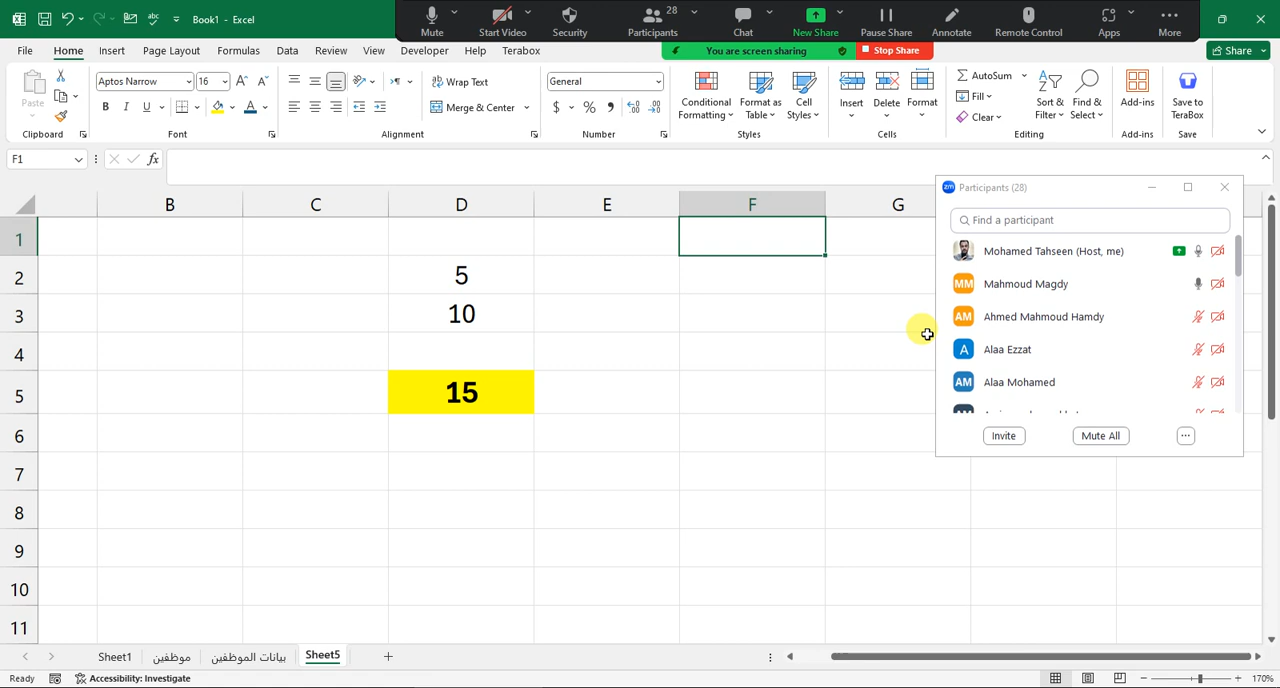 Book1 - Excel
Mute
Start Video
Security
Participants
28
Chat
New Share
Pause Share
Annotate
Remote Control
Apps
More
File Home Insert Page Layout Formulas Data Review View Developer Help Terabox
You are screen sharing
Stop Share
Share
Paste
Clipboard
Aptos Narrow
16
B I U
Font
Wrap Text
Merge & Center
Alignment
General
$ % ,
Number
Conditional
Formatting
Format as
Table
Cell
Styles
Styles
Insert
Delete
Format
Cells
AutoSum
Fill
Clear
Sort &
Filter
Find &
Select
Editing
Add-ins
Add-ins
Save to
TeraBox
Save
F1
fx
B C D E F G
1
2 5
3 10
4
5 15
6
7
8
9
10
11
zm Participants (28)
Find a participant
Mohamed Tahseen (Host, me)
MM Mahmoud Magdy
AM Ahmed Mahmoud Hamdy
A Alaa Ezzat
AM Alaa Mohamed
Invite
Mute All
Sheet1 موظفين بيانات الموظفين Sheet5
Ready
Accessibility: Investigate
170%